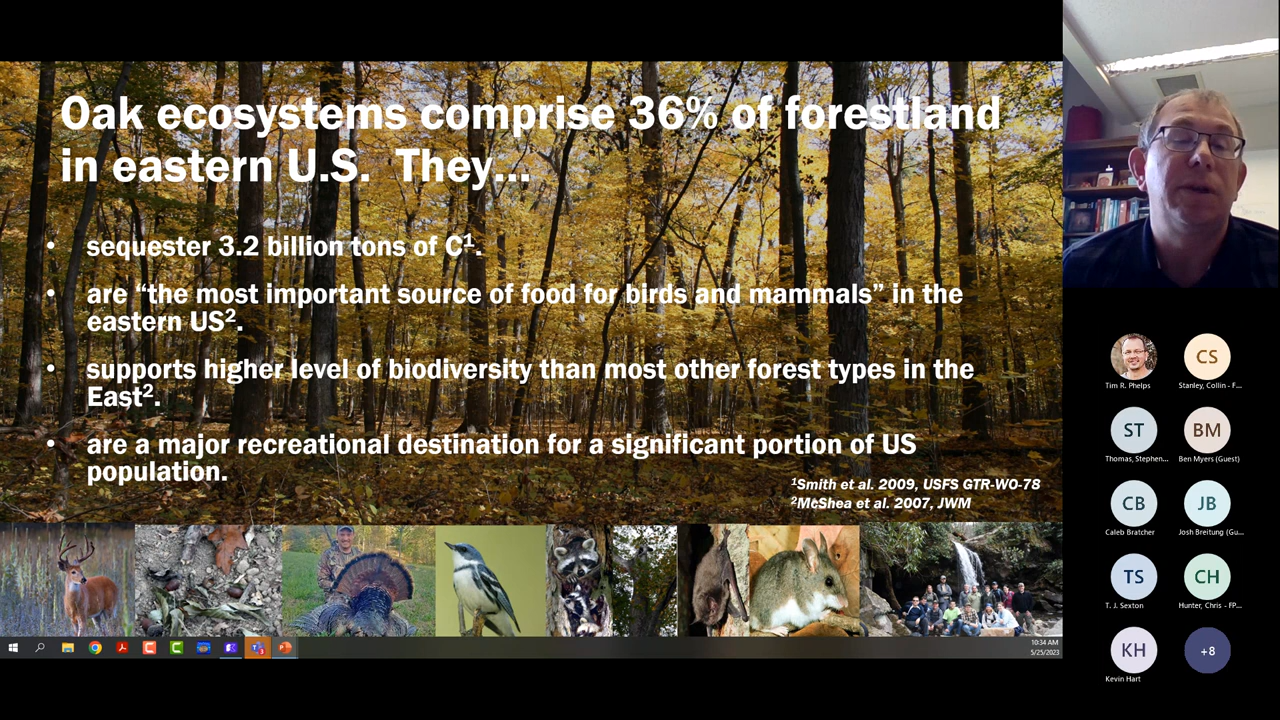 Oak ecosystems comprise 36% of forestland
in eastern U.S. They...
• sequester 3.2 billion tons of C¹.
• are “the most important source of food for birds and mammals” in the
eastern US².
• supports higher level of biodiversity than most other forest types in the
East².
• are a major recreational destination for a significant portion of US
population.
¹Smith et al. 2009, USFS GTR-WO-78
²McShea et al. 2007, JWM
10:34 AM
5/25/2023
Tim R. Phelps
CS
Stanley, Collin - F...
ST
Thomas, Stephen...
BM
Ben Myers (Guest)
CB
Caleb Bratcher
JB
Josh Breitung (Gu...
TS
T. J. Sexton
CH
Hunter, Chris - FP...
KH
Kevin Hart
+8